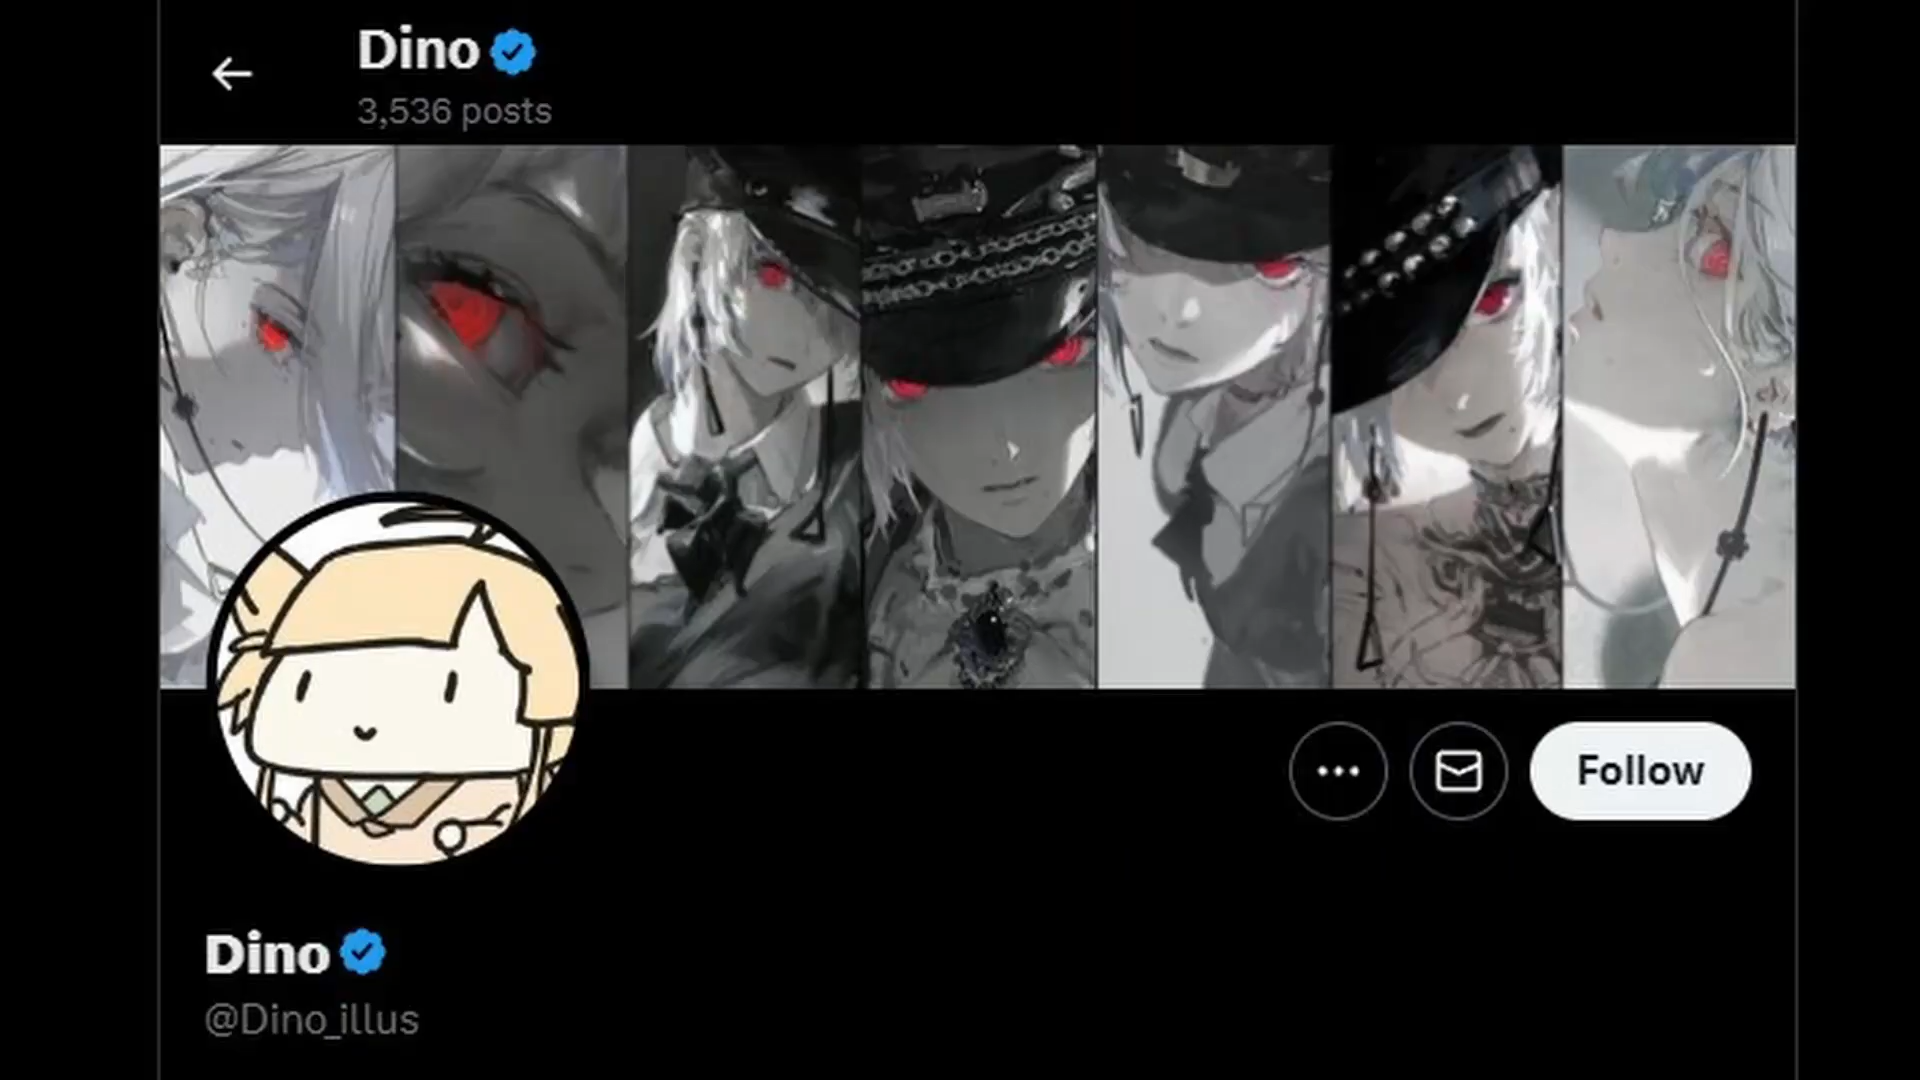 Dino
3,536 posts
Follow
Dino
@Dino_illus